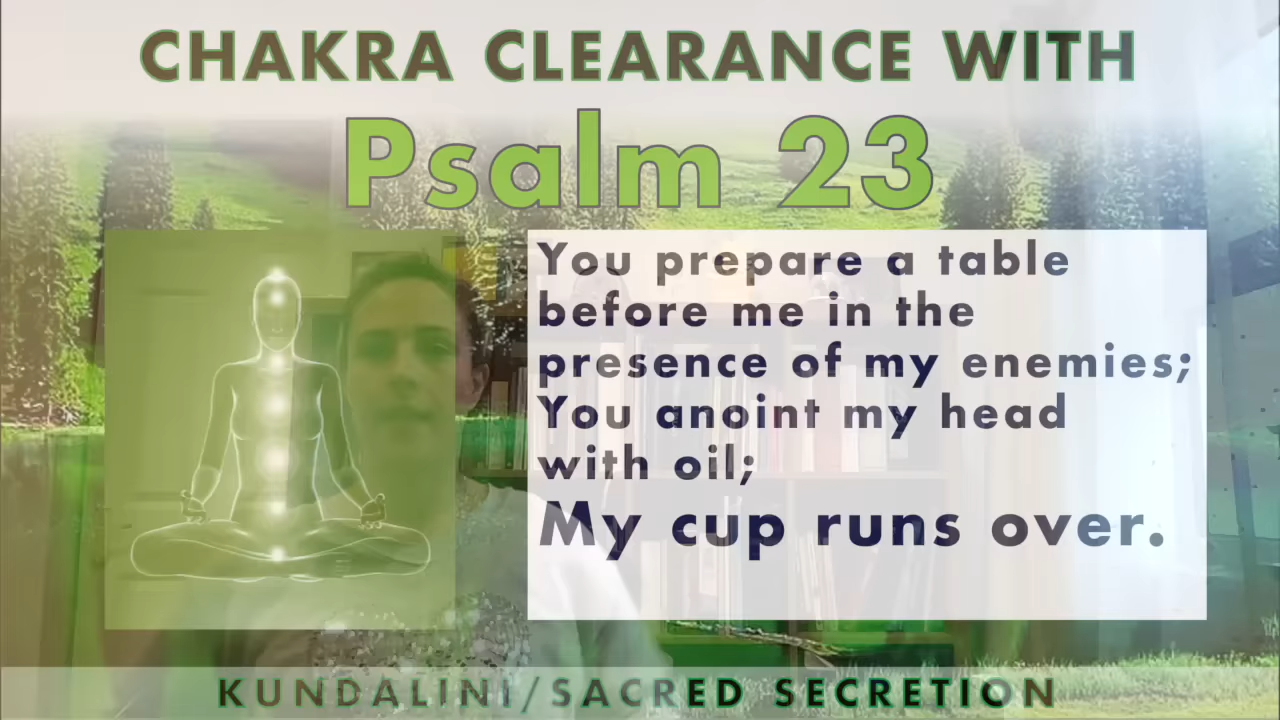 CHAKRA CLEARANCE WITH
Psalm 23
You prepare a table
before me in the
presence of my enemies;
You anoint my head
with oil;
My cup runs over.
KUNDALINI/SACRED SECRETION